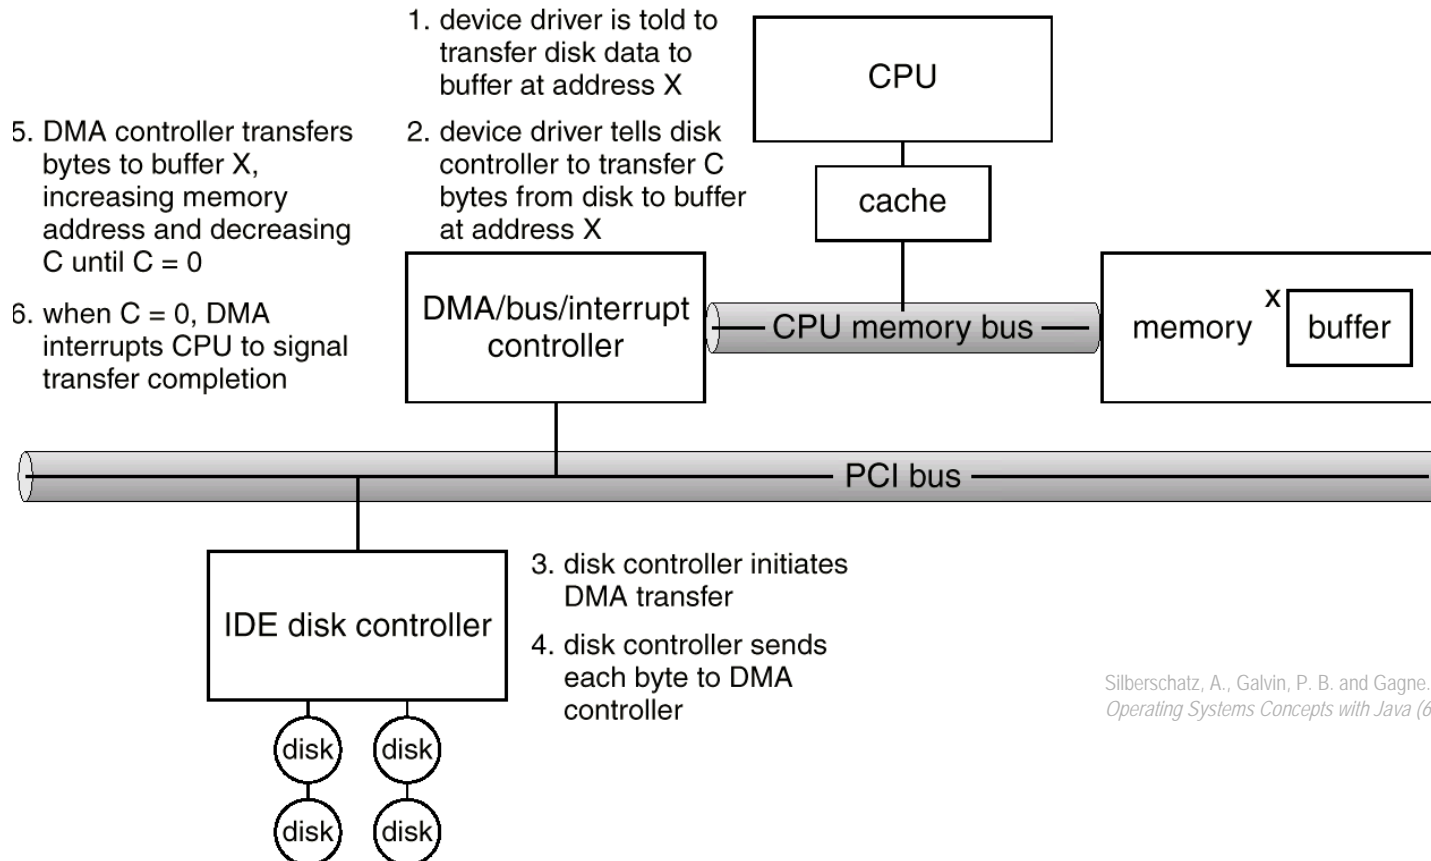 1. device driver is told to
transfer disk data to
buffer at address X
CPU
5. DMA controller transfers
bytes to buffer X,
increasing memory
address and decreasing
C until C = 0
2. device driver tells disk
controller to transfer C
bytes from disk to buffer
at address X
cache
6. when C = 0, DMA
interrupts CPU to signal
transfer completion
DMA/bus/interrupt
controller
CPU memory bus
memory
x
buffer
PCI bus
IDE disk controller
3. disk controller initiates
DMA transfer
4. disk controller sends
each byte to DMA
controller
disk
disk
disk
disk
Silberschatz, A., Galvin, P. B. and Gagne.
Operating Systems Concepts with Java (6